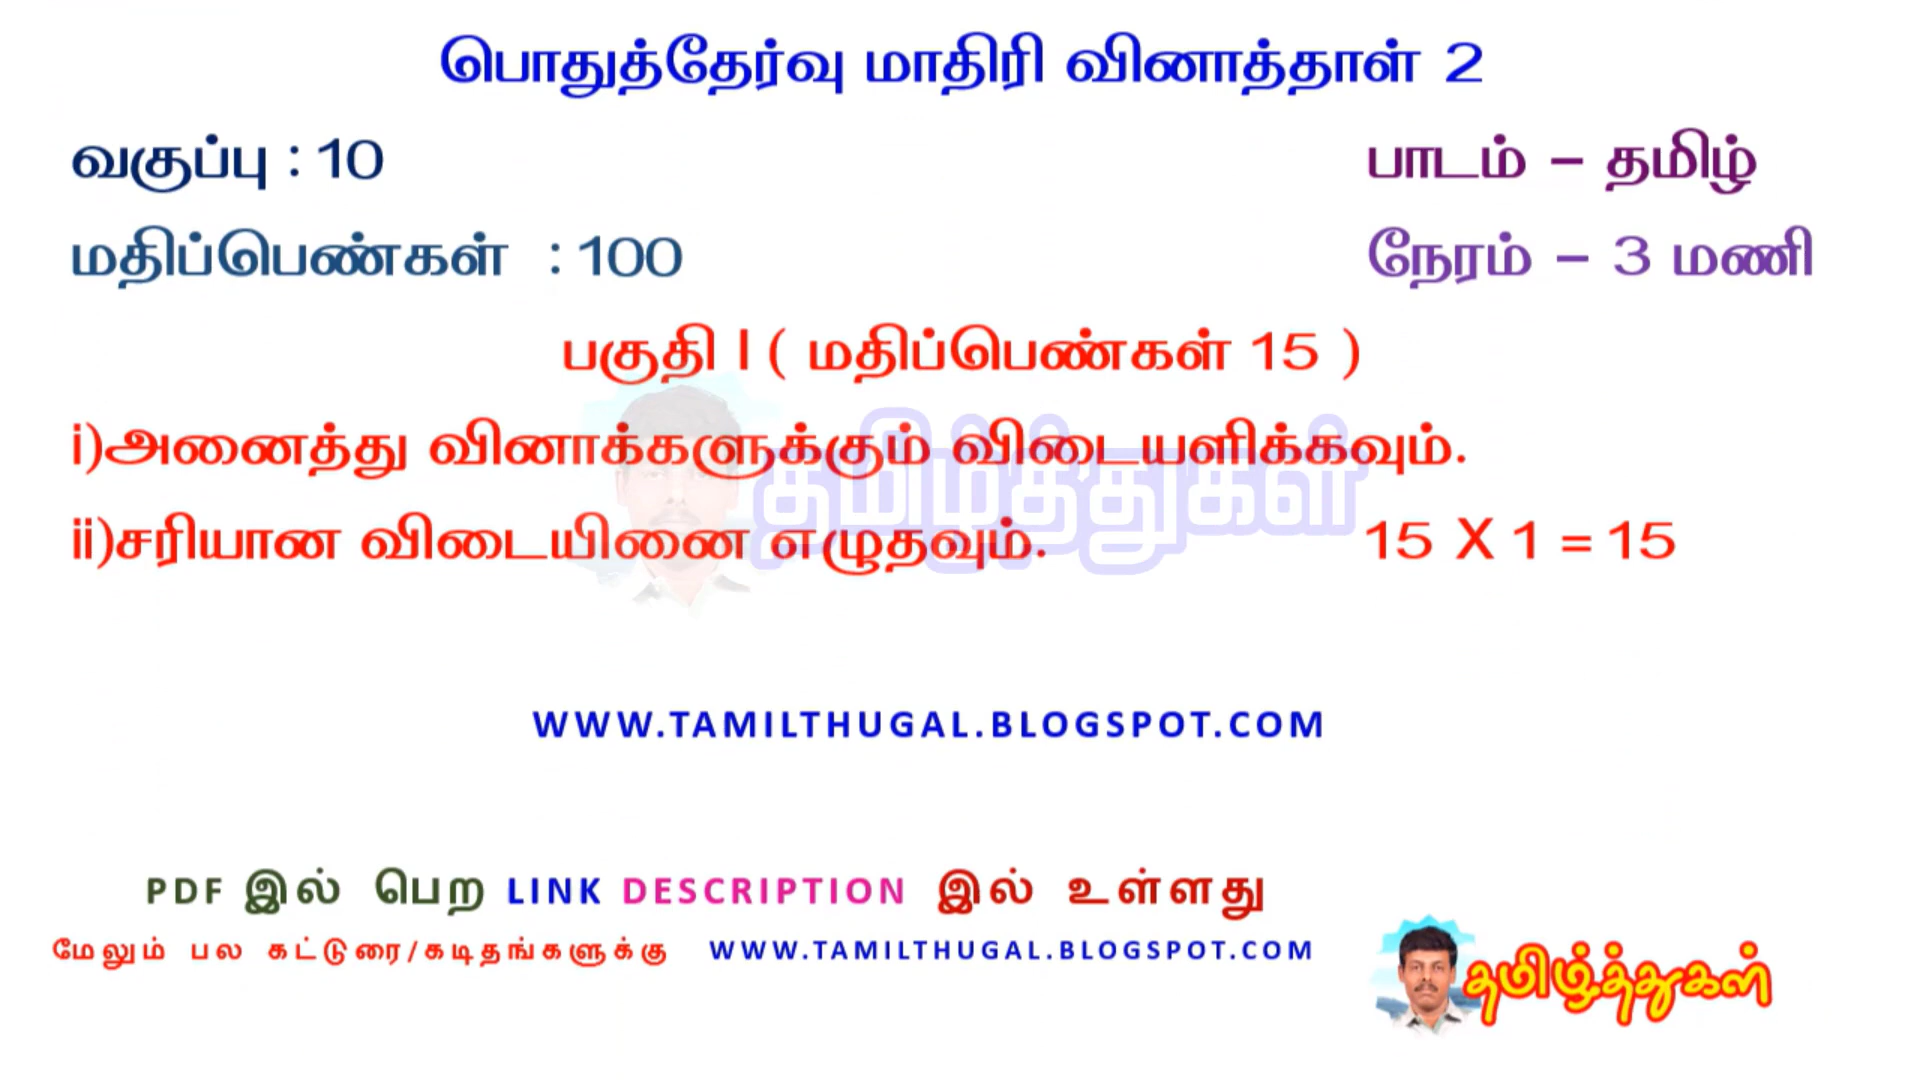 பொதுத்தேர்வு மாதிரி வினாத்தாள் 2
வகுப்பு : 10 பாடம் – தமிழ்
மதிப்பெண்கள் : 100 நேரம் – 3 மணி
பகுதி I ( மதிப்பெண்கள் 15 )
i)அனைத்து வினாக்களுக்கும் விடையளிக்கவும்.
ii)சரியான விடையினை எழுதவும். 15 X 1 = 15
தமிழ்த்துகள்
WWW.TAMILTHUGAL.BLOGSPOT.COM
PDF இல் பெற LINK DESCRIPTION இல் உள்ளது
மேலும் பல கட்டுரை/கடிதங்களுக்கு WWW.TAMILTHUGAL.BLOGSPOT.COM
தமிழ்த்துகள்